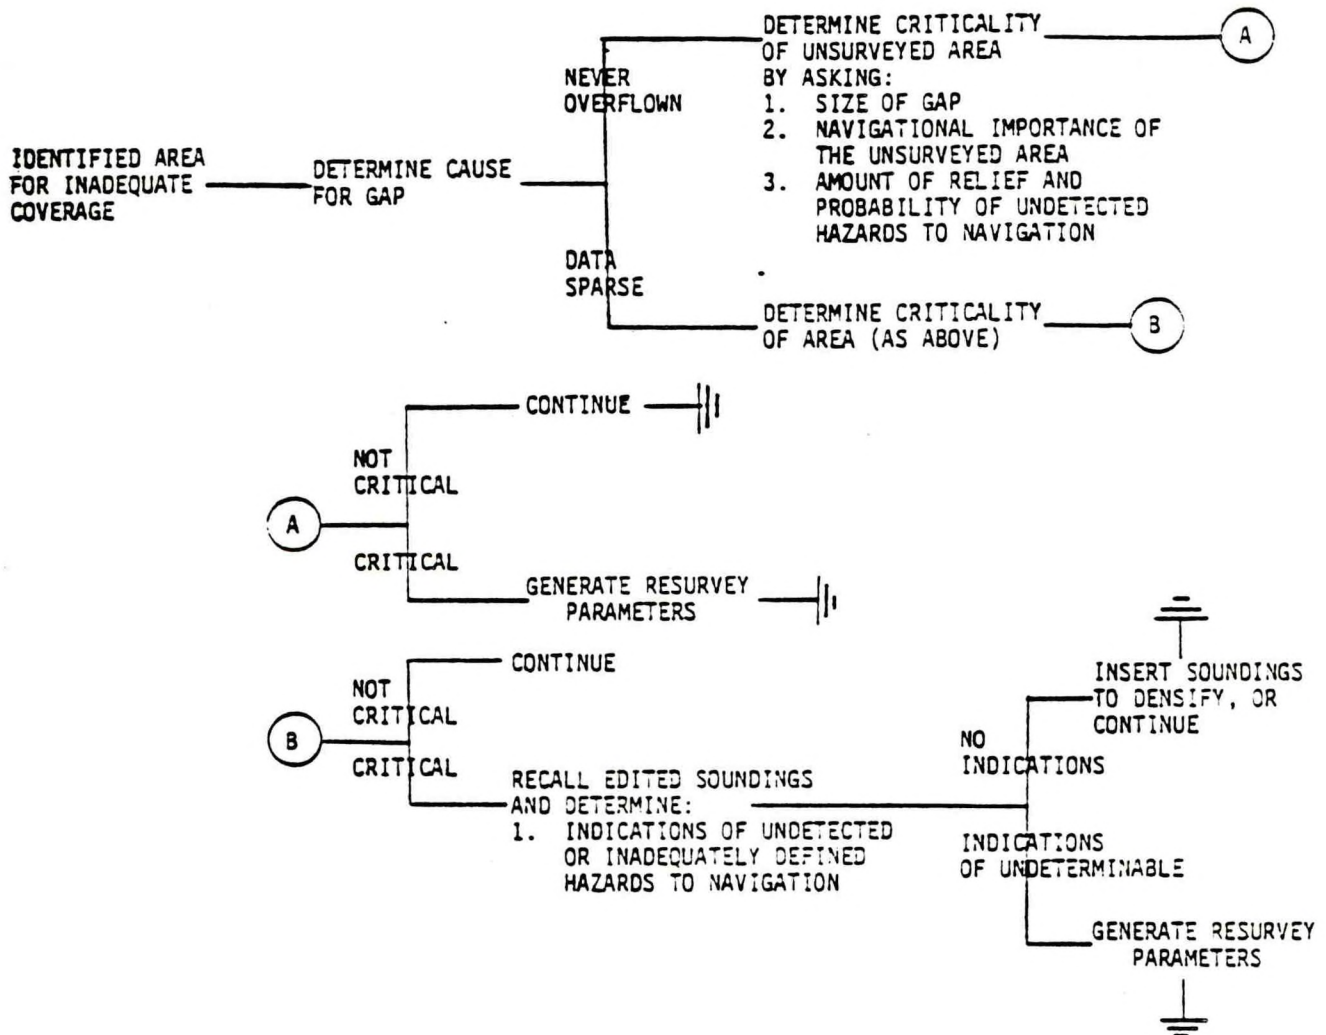 IDENTIFIED AREA
FOR INADEQUATE
COVERAGE
DETERMINE CAUSE
FOR GAP
NEVER
OVERFLOWN
DETERMINE CRITICALITY
OF UNSURVEYED AREA
BY ASKING:
1. SIZE OF GAP
2. NAVIGATIONAL IMPORTANCE OF
THE UNSURVEYED AREA
3. AMOUNT OF RELIEF AND
PROBABILITY OF UNDETECTED
HAZARDS TO NAVIGATION
A
DATA
SPARSE
DETERMINE CRITICALITY
OF AREA (AS ABOVE)
B
A
NOT
CRITICAL
CONTINUE
CRITICAL
GENERATE RESURVEY
PARAMETERS
B
NOT
CRITICAL
CONTINUE
CRITICAL
RECALL EDITED SOUNDINGS
AND DETERMINE:
1. INDICATIONS OF UNDETECTED
OR INADEQUATELY DEFINED
HAZARDS TO NAVIGATION
NO
INDICATIONS
INSERT SOUNDINGS
TO DENSIFY, OR
CONTINUE
INDICATIONS
OF UNDETERMINABLE
GENERATE RESURVEY
PARAMETERS